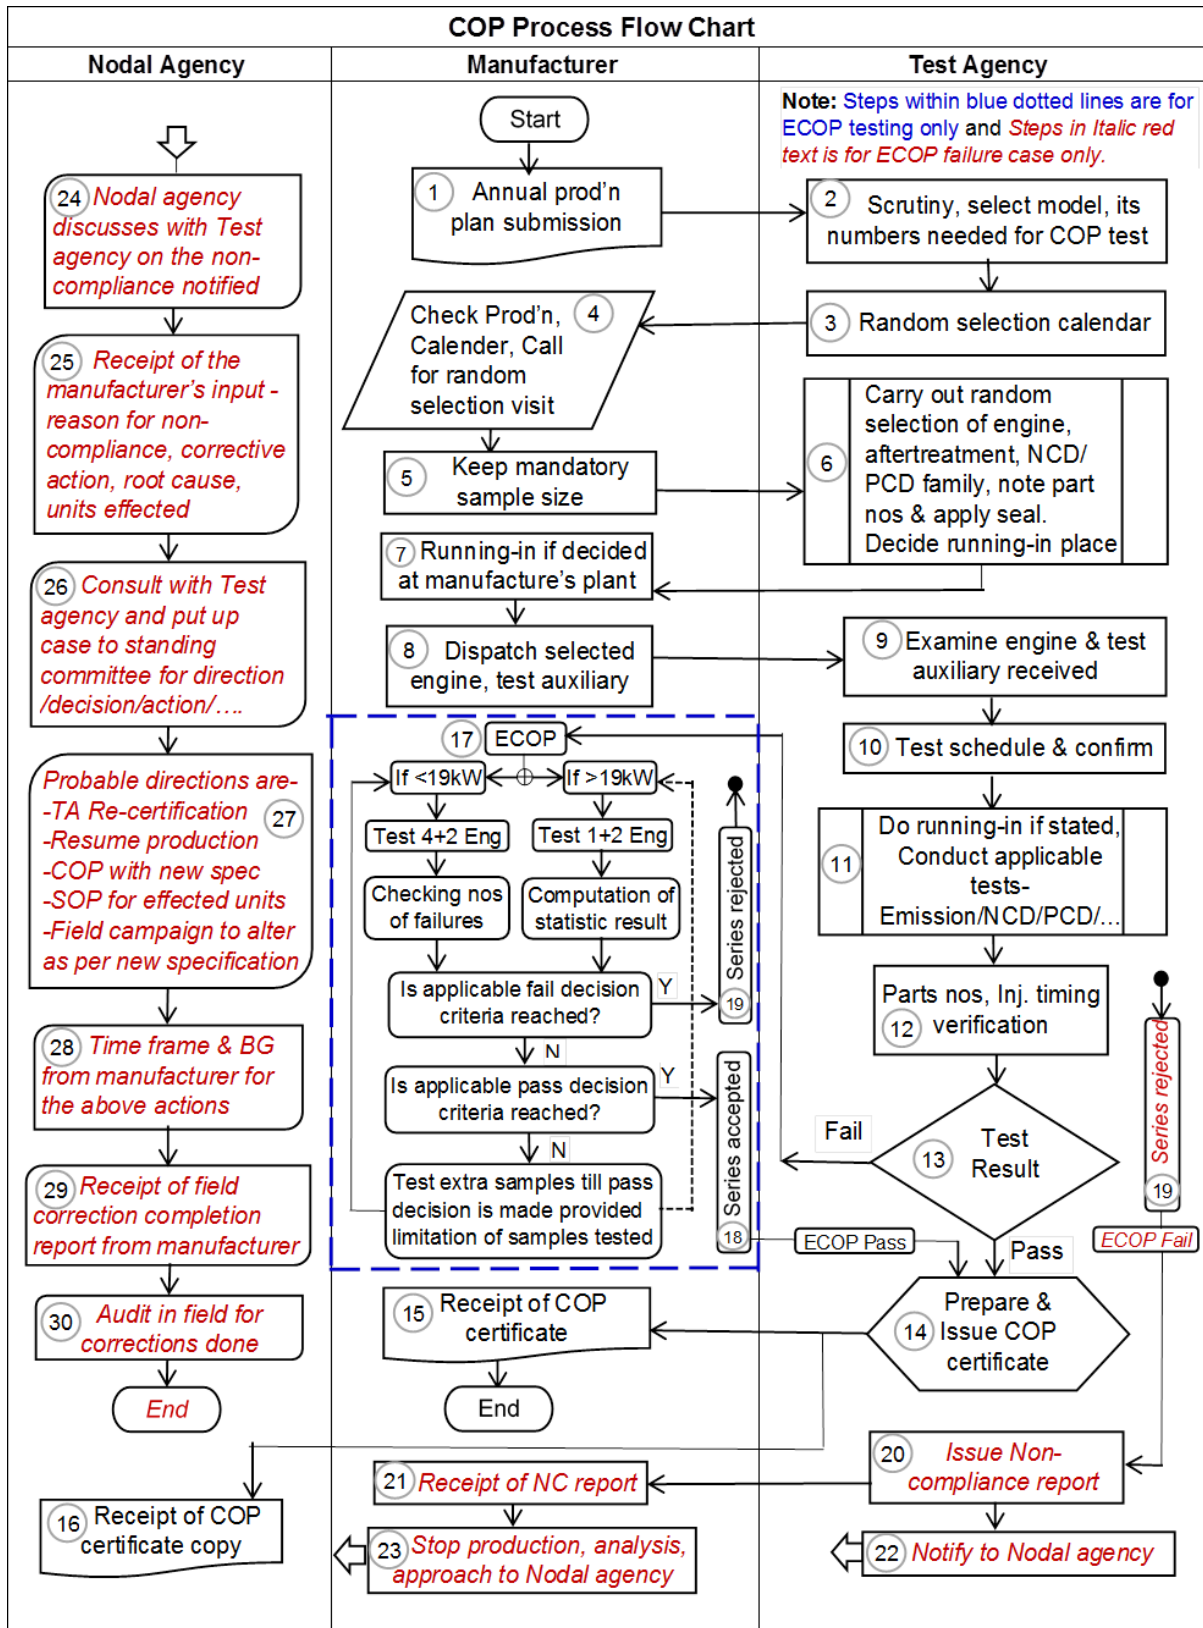 COP Process Flow Chart
Nodal Agency
Manufacturer
Test Agency
Note: Steps within blue dotted lines are for
ECOP testing only and Steps in Italic red
text is for ECOP failure case only.
Start
1 Annual prod'n
plan submission
2 Scrutiny, select model, its
numbers needed for COP test
3 Random selection calendar
Check Prod'n, 4
Calender, Call
for random
selection visit
5 Keep mandatory
sample size
6
Carry out random
selection of engine,
aftertreatment, NCD/
PCD family, note part
nos & apply seal.
Decide running-in place
7 Running-in if decided
at manufacture's plant
8 Dispatch selected
engine, test auxiliary
9 Examine engine & test
auxiliary received
10 Test schedule & confirm
11
Do running-in if stated,
Conduct applicable
tests-
Emission/NCD/PCD/...
Parts nos, Inj. timing
12 verification
13 Test
Result
Fail
Pass
14
Prepare &
Issue COP
certificate
15 Receipt of COP
certificate
End
16 Receipt of COP
certificate copy
17 ECOP
If <19kW
If >19kW
Test 4+2 Eng
Test 1+2 Eng
Checking nos
of failures
Computation of
statistic result
Is applicable fail decision
criteria reached?
Y
N
Is applicable pass decision
criteria reached?
Y
N
Test extra samples till pass
decision is made provided
limitation of samples tested
18 Series accepted
19 Series rejected
ECOP Pass
Series rejected
19
ECOP Fail
20 Issue Non-
compliance report
21 Receipt of NC report
22 Notify to Nodal agency
23 Stop production, analysis,
approach to Nodal agency
24 Nodal agency
discusses with Test
agency on the non-
compliance notified
25 Receipt of the
manufacturer's input -
reason for non-
compliance, corrective
action, root cause,
units effected
26 Consult with Test
agency and put up
case to standing
committee for direction
/decision/action/....
Probable directions are-
-TA Re-certification 27
-Resume production
-COP with new spec
-SOP for effected units
-Field campaign to alter
as per new specification
28 Time frame & BG
from manufacturer for
the above actions
29 Receipt of field
correction completion
report from manufacturer
30 Audit in field for
corrections done
End